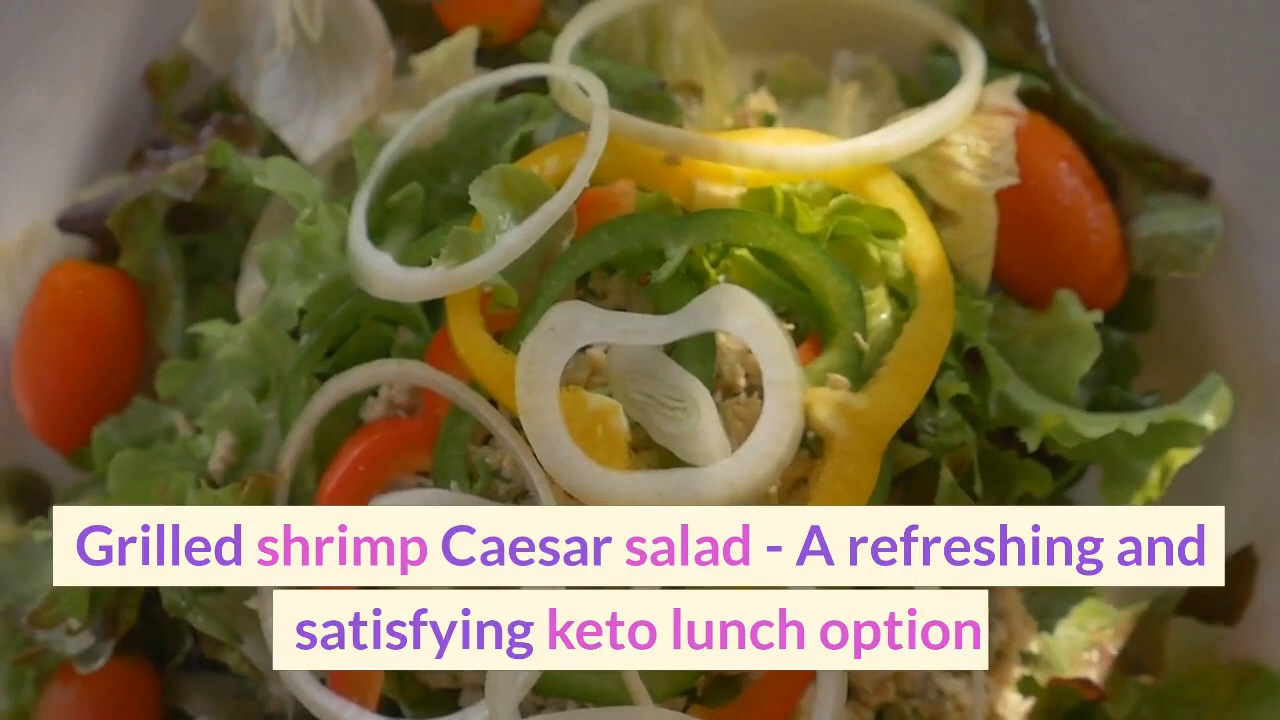 Grilled shrimp Caesar salad - A refreshing and
satisfying keto lunch option